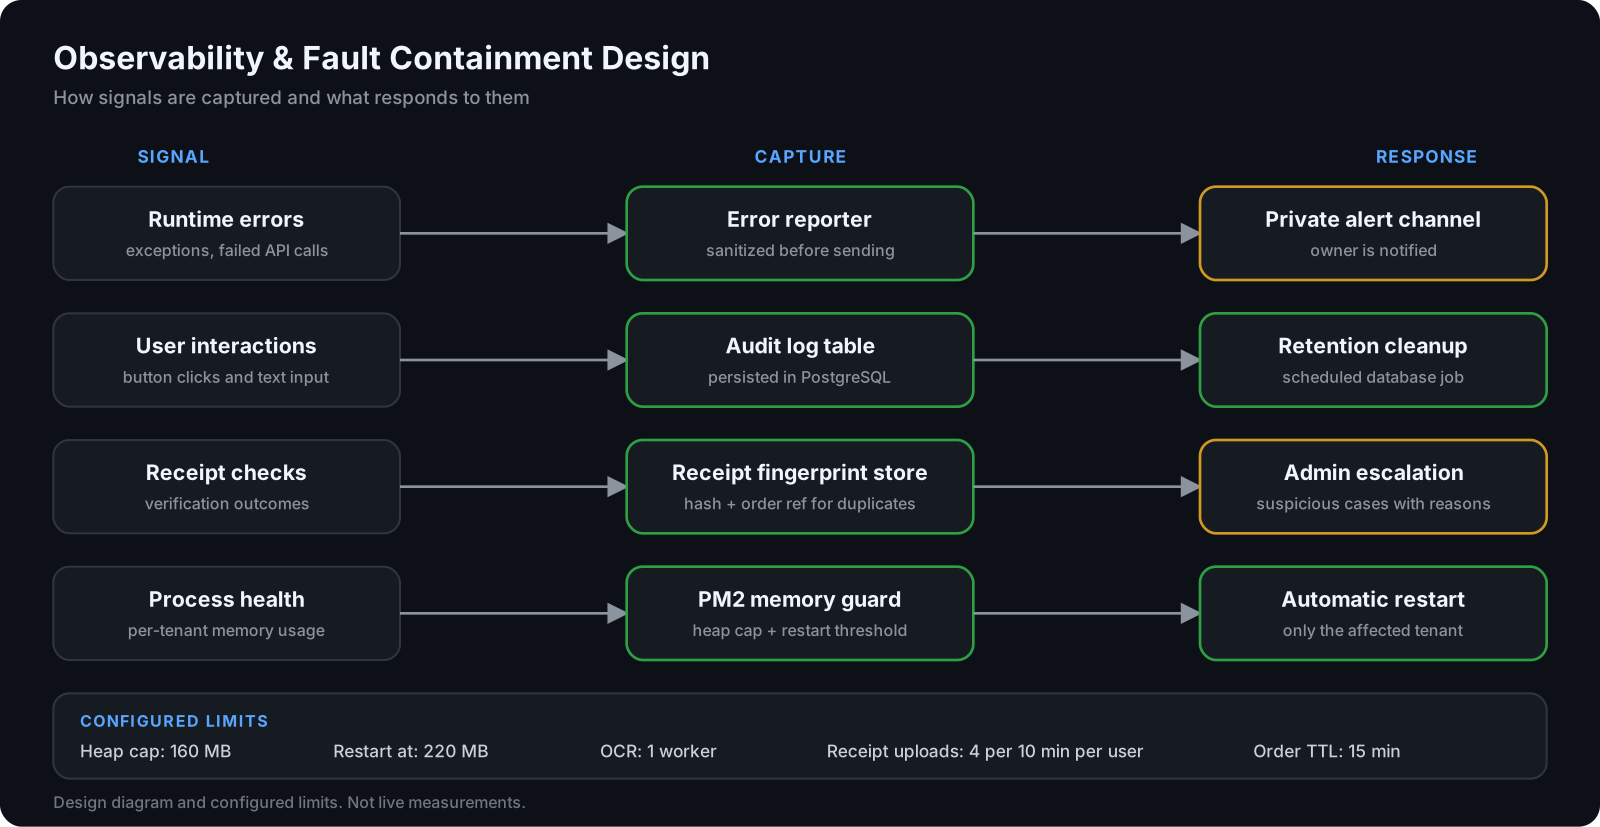 Observability & Fault Containment Design
How signals are captured and what responds to them
SIGNAL
CAPTURE
RESPONSE
Runtime errors
exceptions, failed API calls
Error reporter
sanitized before sending
Private alert channel
owner is notified
User interactions
button clicks and text input
Audit log table
persisted in PostgreSQL
Retention cleanup
scheduled database job
Receipt checks
verification outcomes
Receipt fingerprint store
hash + order ref for duplicates
Admin escalation
suspicious cases with reasons
Process health
per-tenant memory usage
PM2 memory guard
heap cap + restart threshold
Automatic restart
only the affected tenant
CONFIGURED LIMITS
Heap cap: 160 MB
Restart at: 220 MB
OCR: 1 worker
Receipt uploads: 4 per 10 min per user
Order TTL: 15 min
Design diagram and configured limits. Not live measurements.